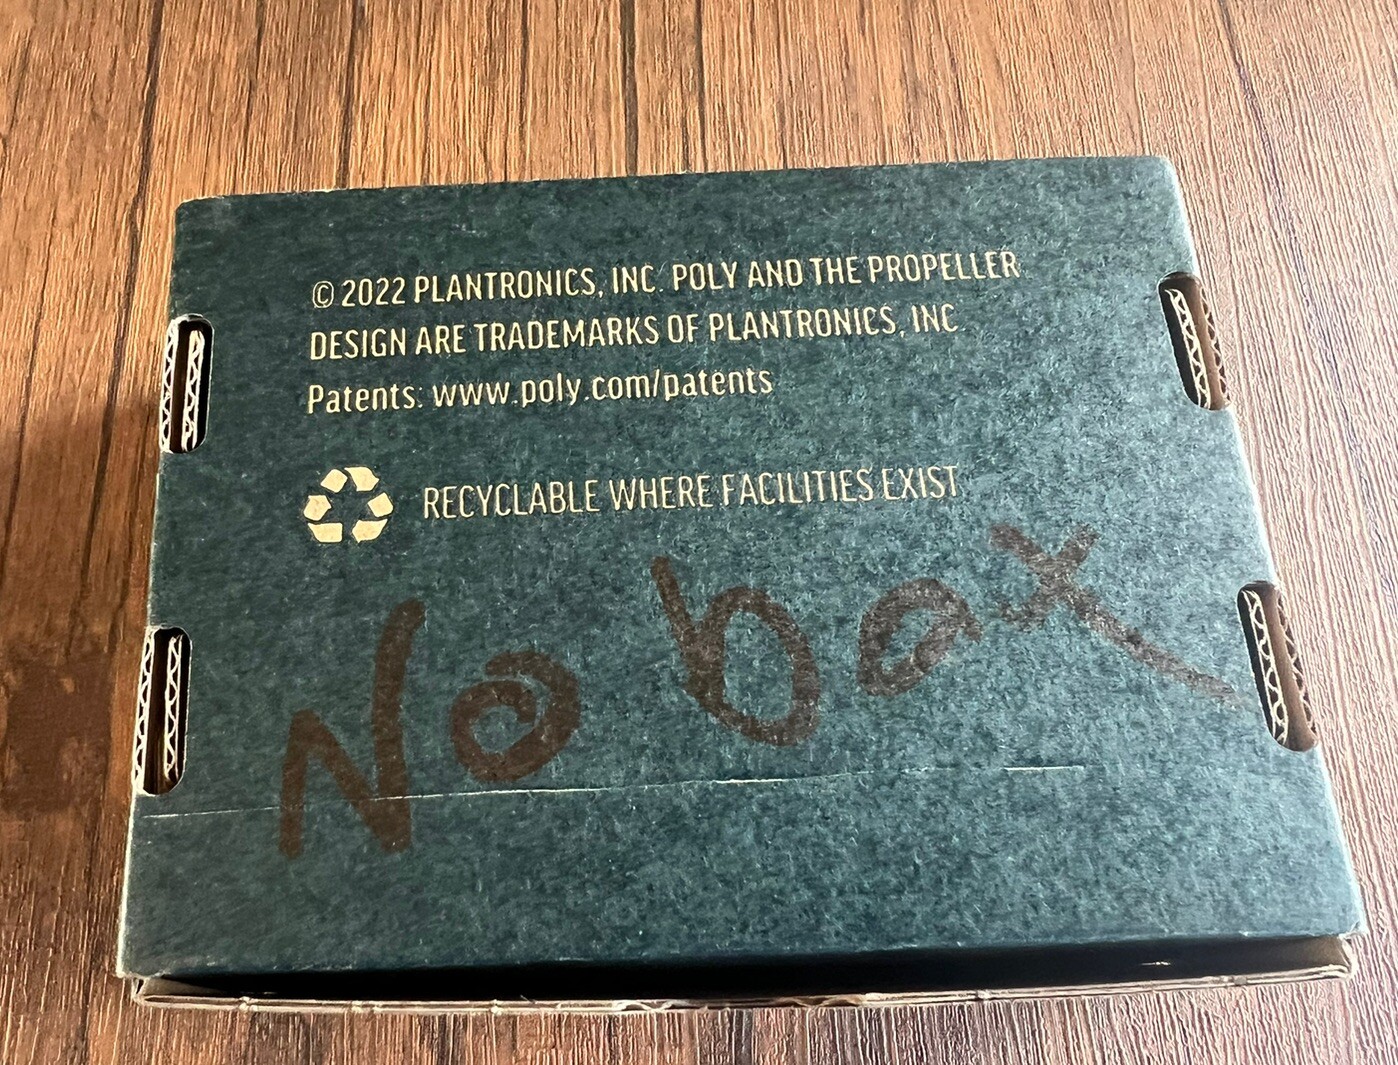 © 2022 PLANTRONICS, INC. POLY AND THE PROPELLER
DESIGN ARE TRADEMARKS OF PLANTRONICS, INC
Patents: www.poly.com/patents
RECYCLABLE WHERE FACILITIES EXIST
No box